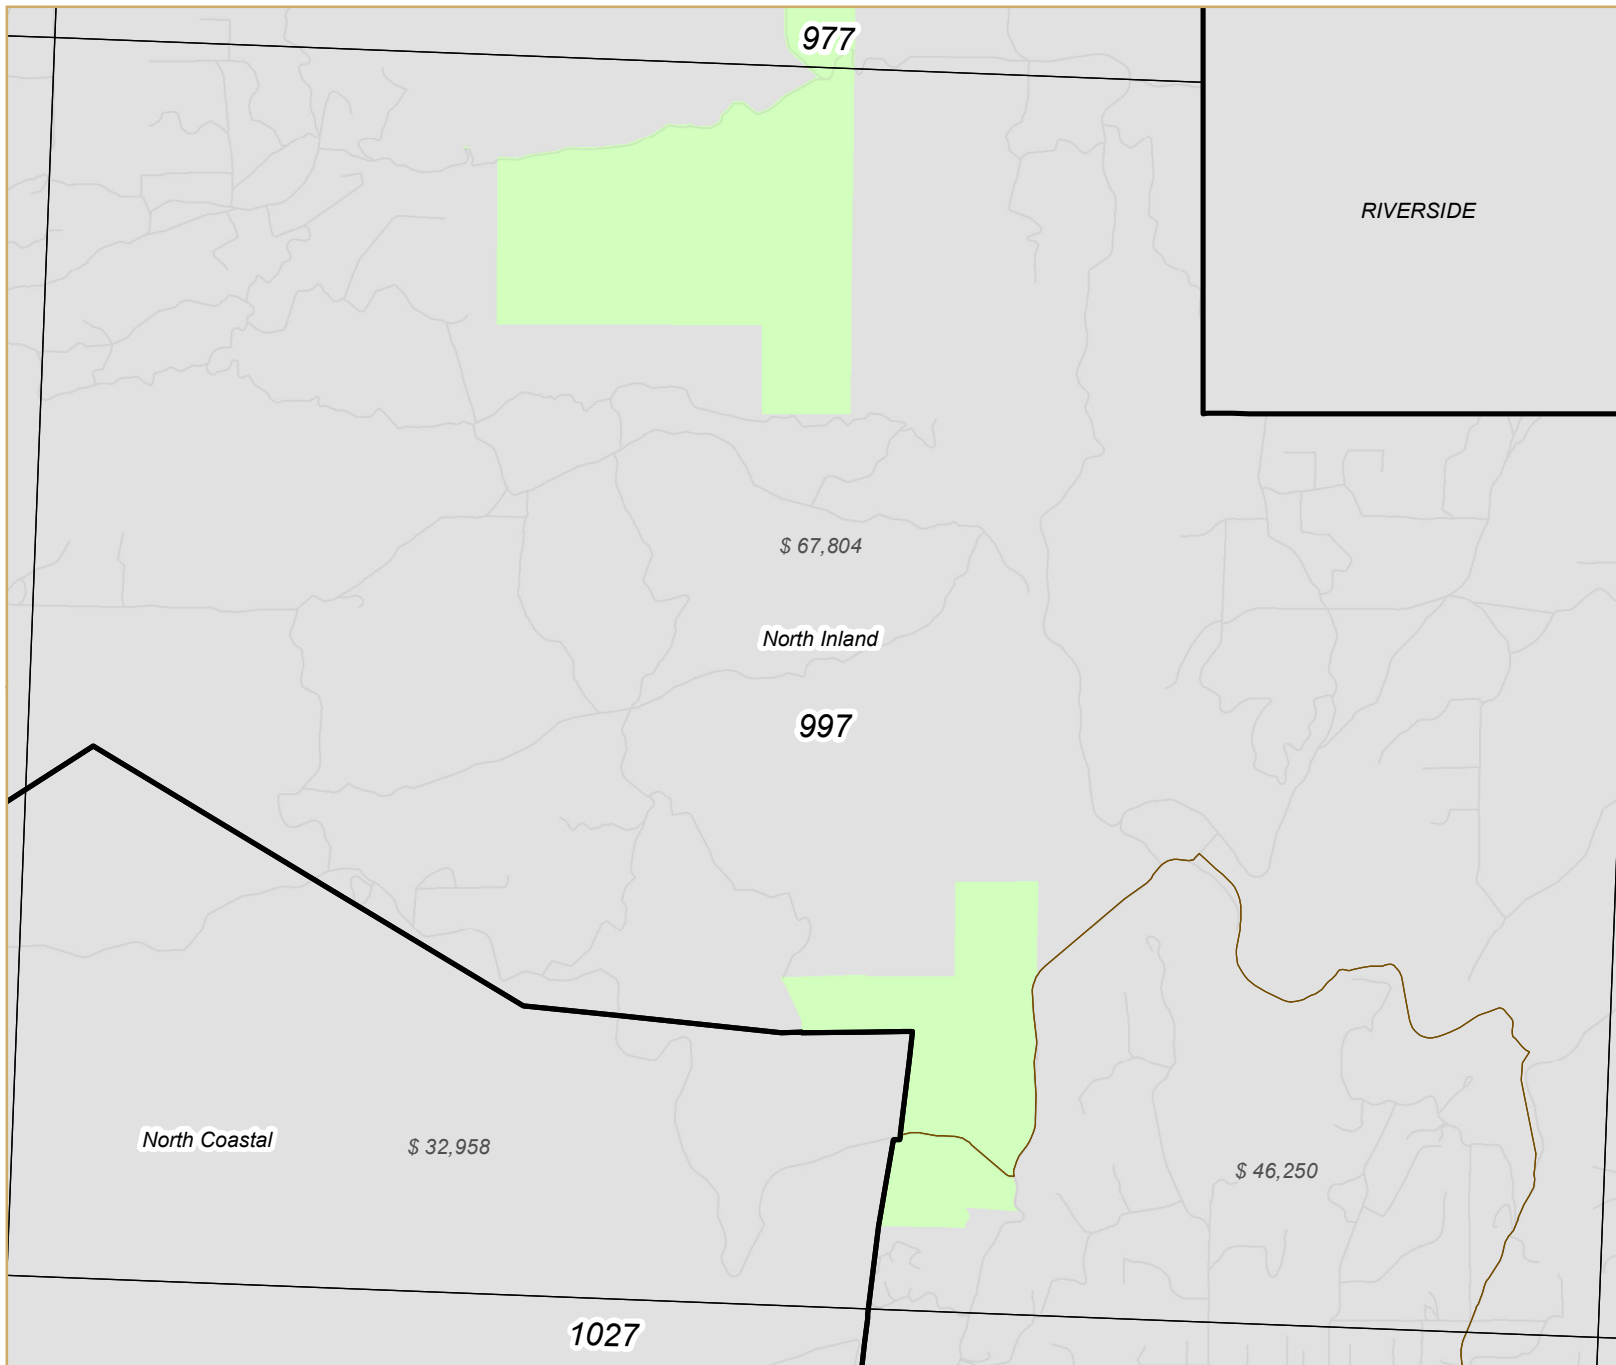 977
RIVERSIDE
$ 67,804
North Inland
997
North Coastal
$ 32,958
$ 46,250
1027